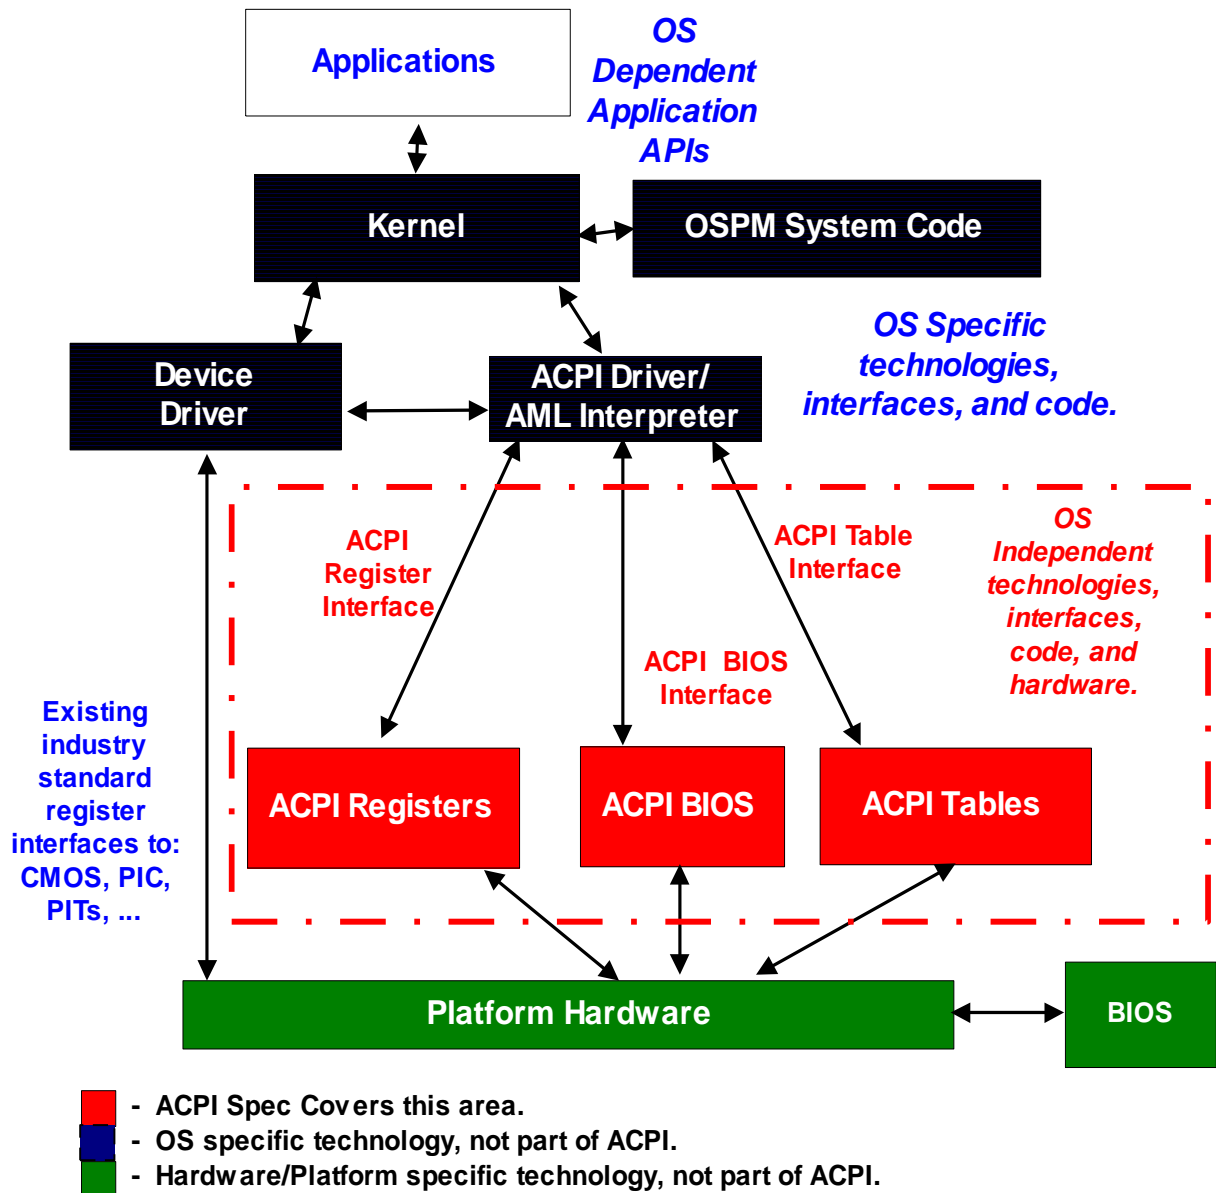 Applications
OS
Dependent
Application
APIs
Kernel
OSPM System Code
OS Specific
technologies,
interfaces, and code.
Device
Driver
ACPI Driver/
AML Interpreter
ACPI
Register
Interface
ACPI Table
Interface
OS
Independent
technologies,
interfaces,
code, and
hardware.
ACPI BIOS
Interface
Existing
industry
standard
register
interfaces to:
CMOS, PIC,
PITs, ...
ACPI Registers
ACPI BIOS
ACPI Tables
Platform Hardware
BIOS
- ACPI Spec Covers this area.
- OS specific technology, not part of ACPI.
- Hardware/Platform specific technology, not part of ACPI.